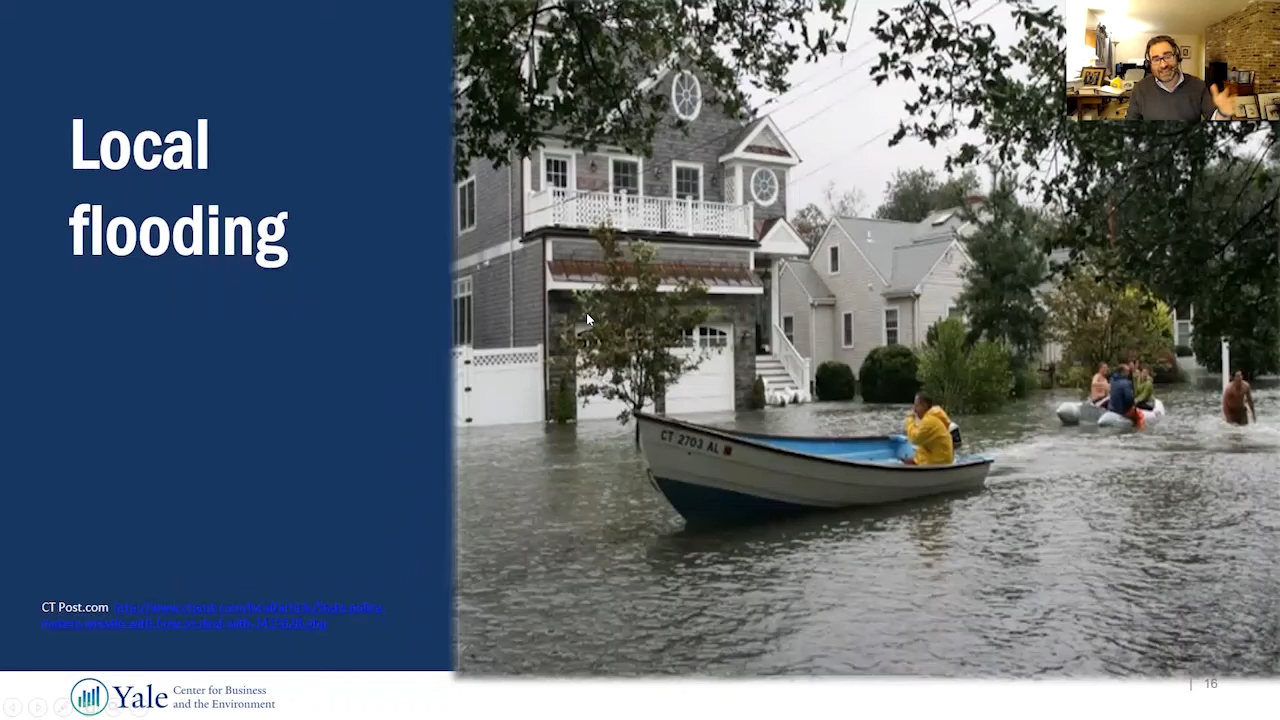 Local
flooding
CT 2703 AL
CT Post.com
Yale Center for Business
and the Environment
| 16